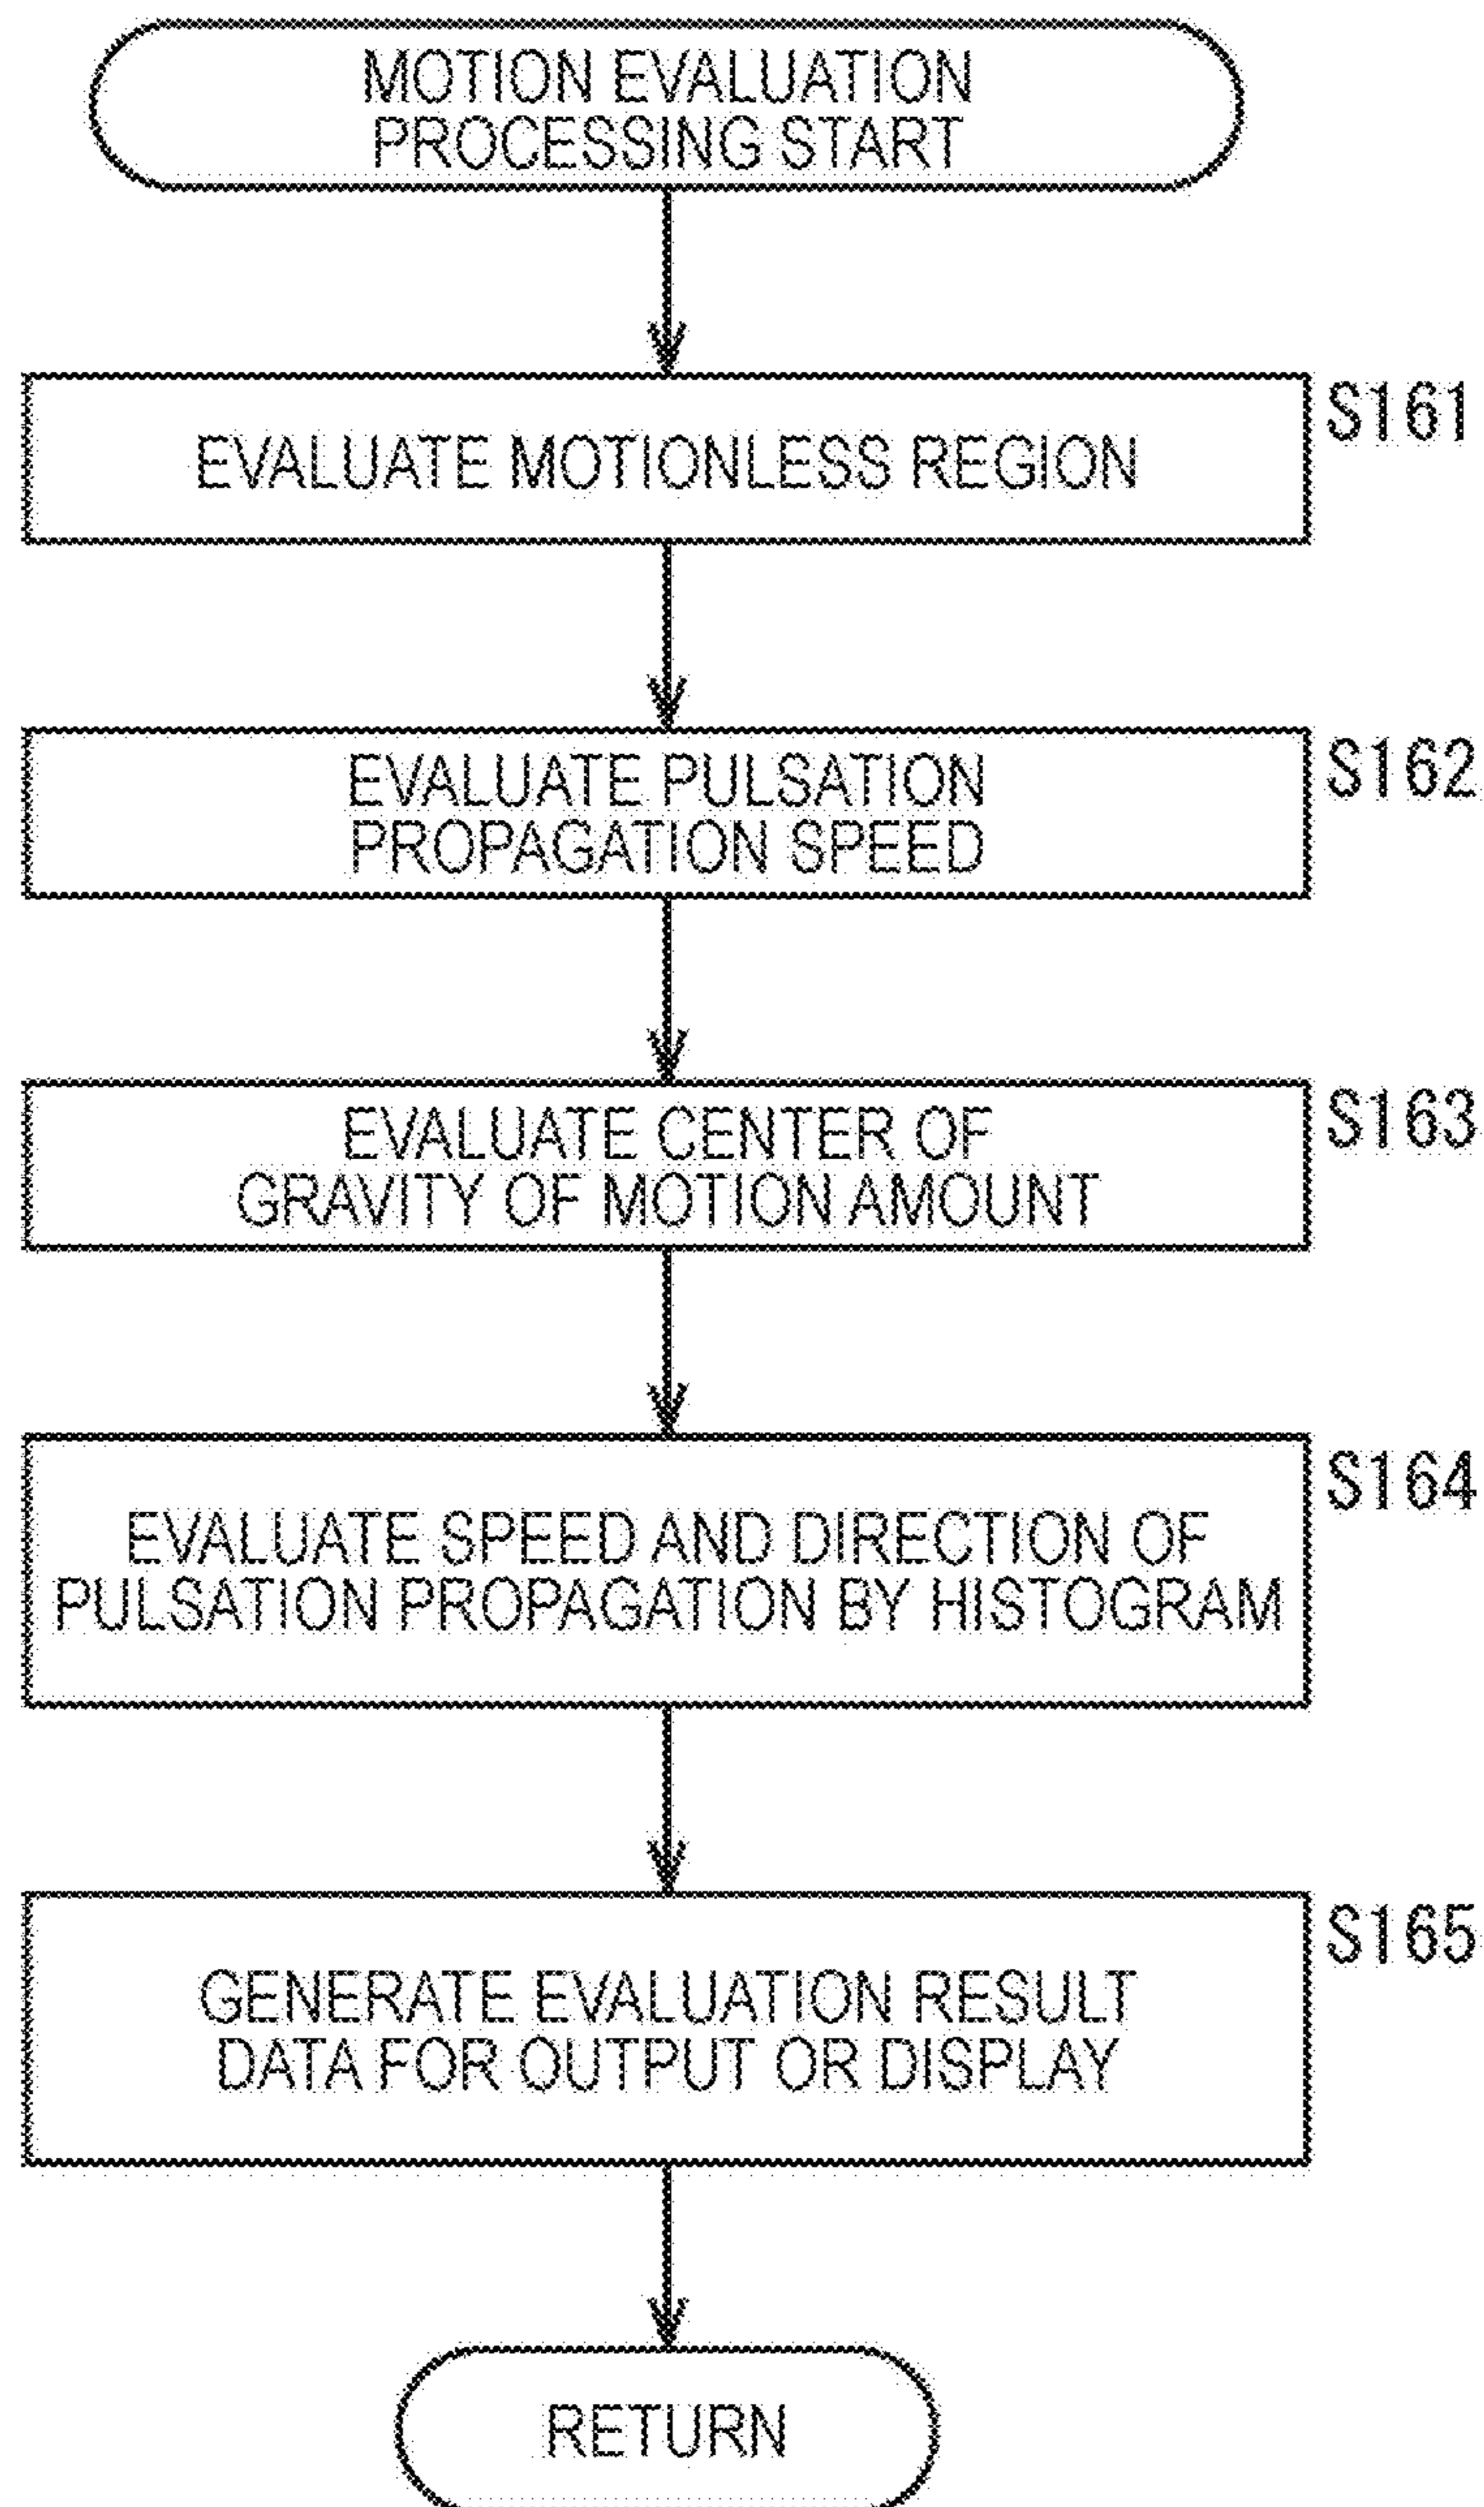 MOTION EVALUATION
PROCESSING START
EVALUATE MOTIONLESS REGION
S161
EVALUATE PULSATION
PROPAGATION SPEED
S162
EVALUATE CENTER OF
GRAVITY OF MOTION AMOUNT
S163
EVALUATE SPEED AND DIRECTION OF
PULSATION PROPAGATION BY HISTOGRAM
S164
GENERATE EVALUATION RESULT
DATA FOR OUTPUT OR DISPLAY
S165
RETURN